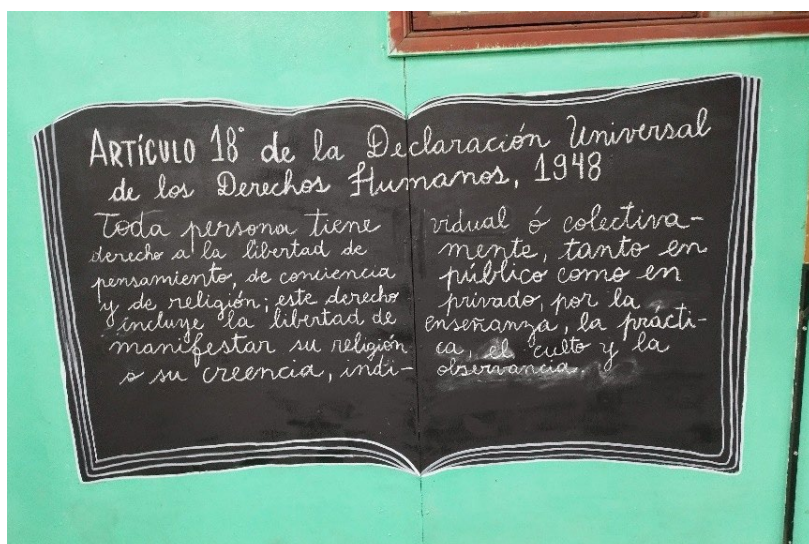 ARTÍCULO 18° de la Declaración Universal
de los Derechos Humanos, 1948
Toda persona tiene
derecho a la libertad de
pensamiento, de conciencia
y de religión; este derecho
incluye la libertad de
manifestar su religión
o su creencia, indi-
vidual ó colectiva-
mente, tanto en
público como en
privado, por la
enseñanza, la prácti-
ca, el culto y la
observancia.